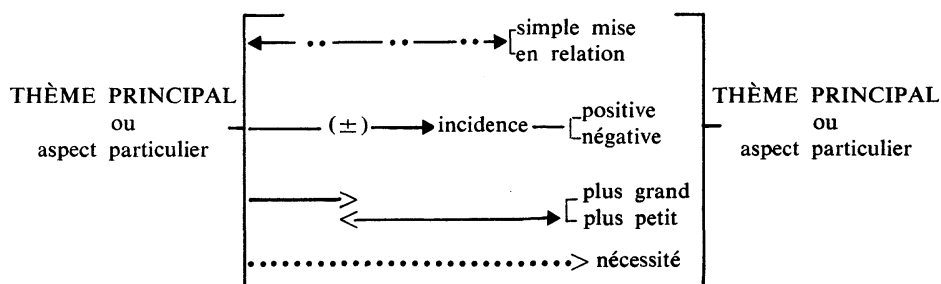 simple mise
en relation
THÈME PRINCIPAL
ou
aspect particulier
(±) incidence positive
négative
plus grand
plus petit
nécessité
THÈME PRINCIPAL
ou
aspect particulier